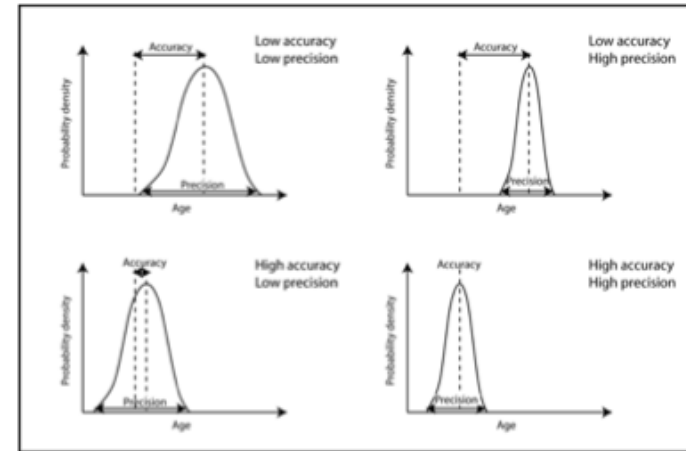 Accuracy
Low accuracy
Low precision
Probability density
Precision
Age
Accuracy
Low accuracy
High precision
Probability density
Precision
Age
Accuracy
High accuracy
Low precision
Probability density
Precision
Age
Accuracy
High accuracy
High precision
Probability density
Precision
Age